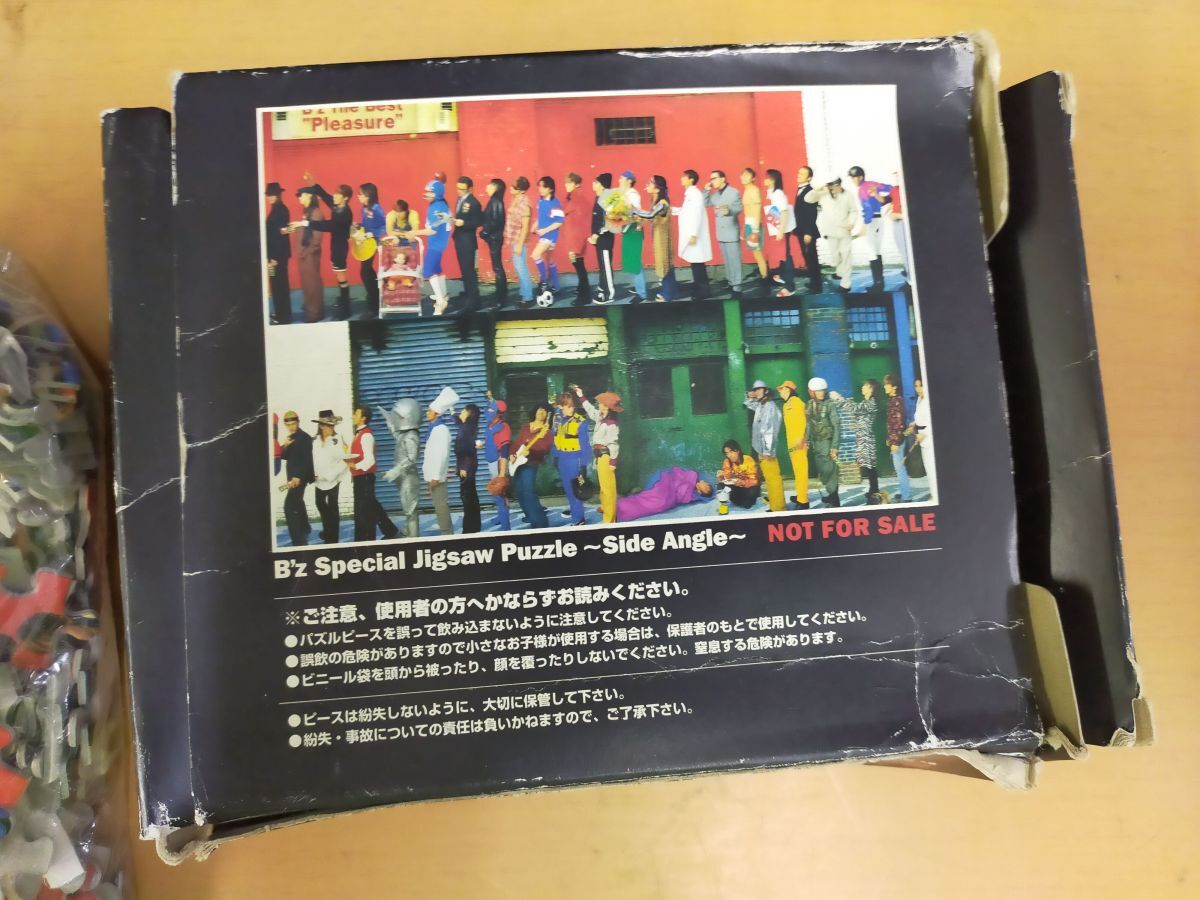 B'z The Best
"Pleasure"
B'z Special Jigsaw Puzzle ~Side Angle~ NOT FOR SALE
※ご注意、使用者の方へかならずお読みください。
●パズルピースを誤って飲み込まないように注意してください。
●誤飲の危険がありますので小さなお子様が使用する場合は、保護者のもとで使用してください。
●ビニール袋を頭から被ったり、顔を覆ったりしないでください。窒息する危険があります。
●ピースは紛失しないように、大切に保管して下さい。
●紛失・事故についての責任は負いかねますので、ご了承下さい。